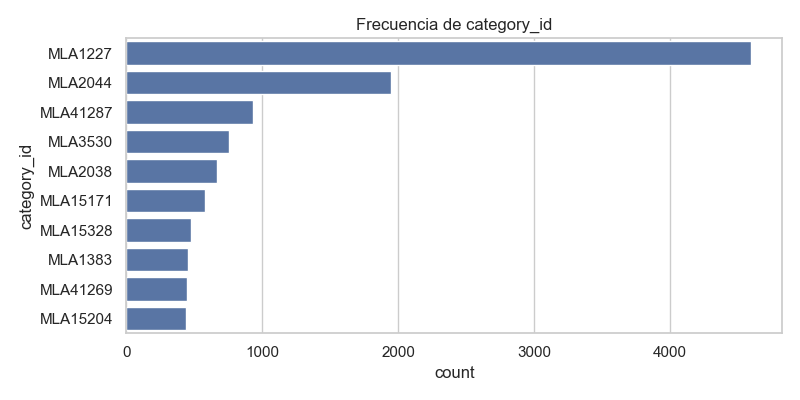 Frecuencia de category_id
category_id
MLA1227
MLA2044
MLA41287
MLA3530
MLA2038
MLA15171
MLA15328
MLA1383
MLA41269
MLA15204
0 1000 2000 3000 4000
count